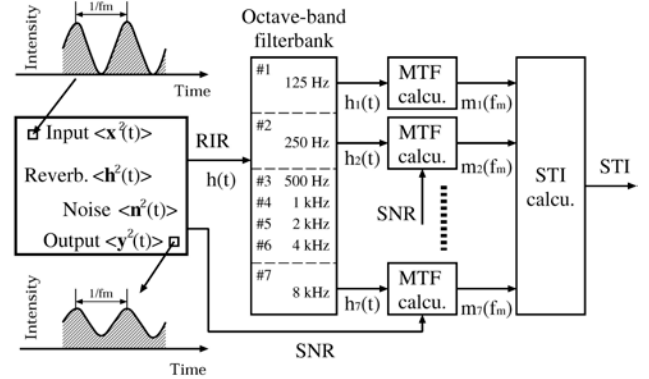 Intensity
1/fm
Time
Input <x²(t)>
Reverb. <h²(t)>
Noise <n²(t)>
Output <y²(t)>
Intensity
1/fm
Time
RIR
h(t)
SNR
Octave-band
filterbank
#1
125 Hz
#2
250 Hz
#3 500 Hz
#4 1 kHz
#5 2 kHz
#6 4 kHz
#7
8 kHz
h₁(t)
h₂(t)
h₇(t)
MTF
calcu.
MTF
calcu.
SNR
MTF
calcu.
m₁(fₘ)
m₂(fₘ)
m₇(fₘ)
STI
calcu.
STI